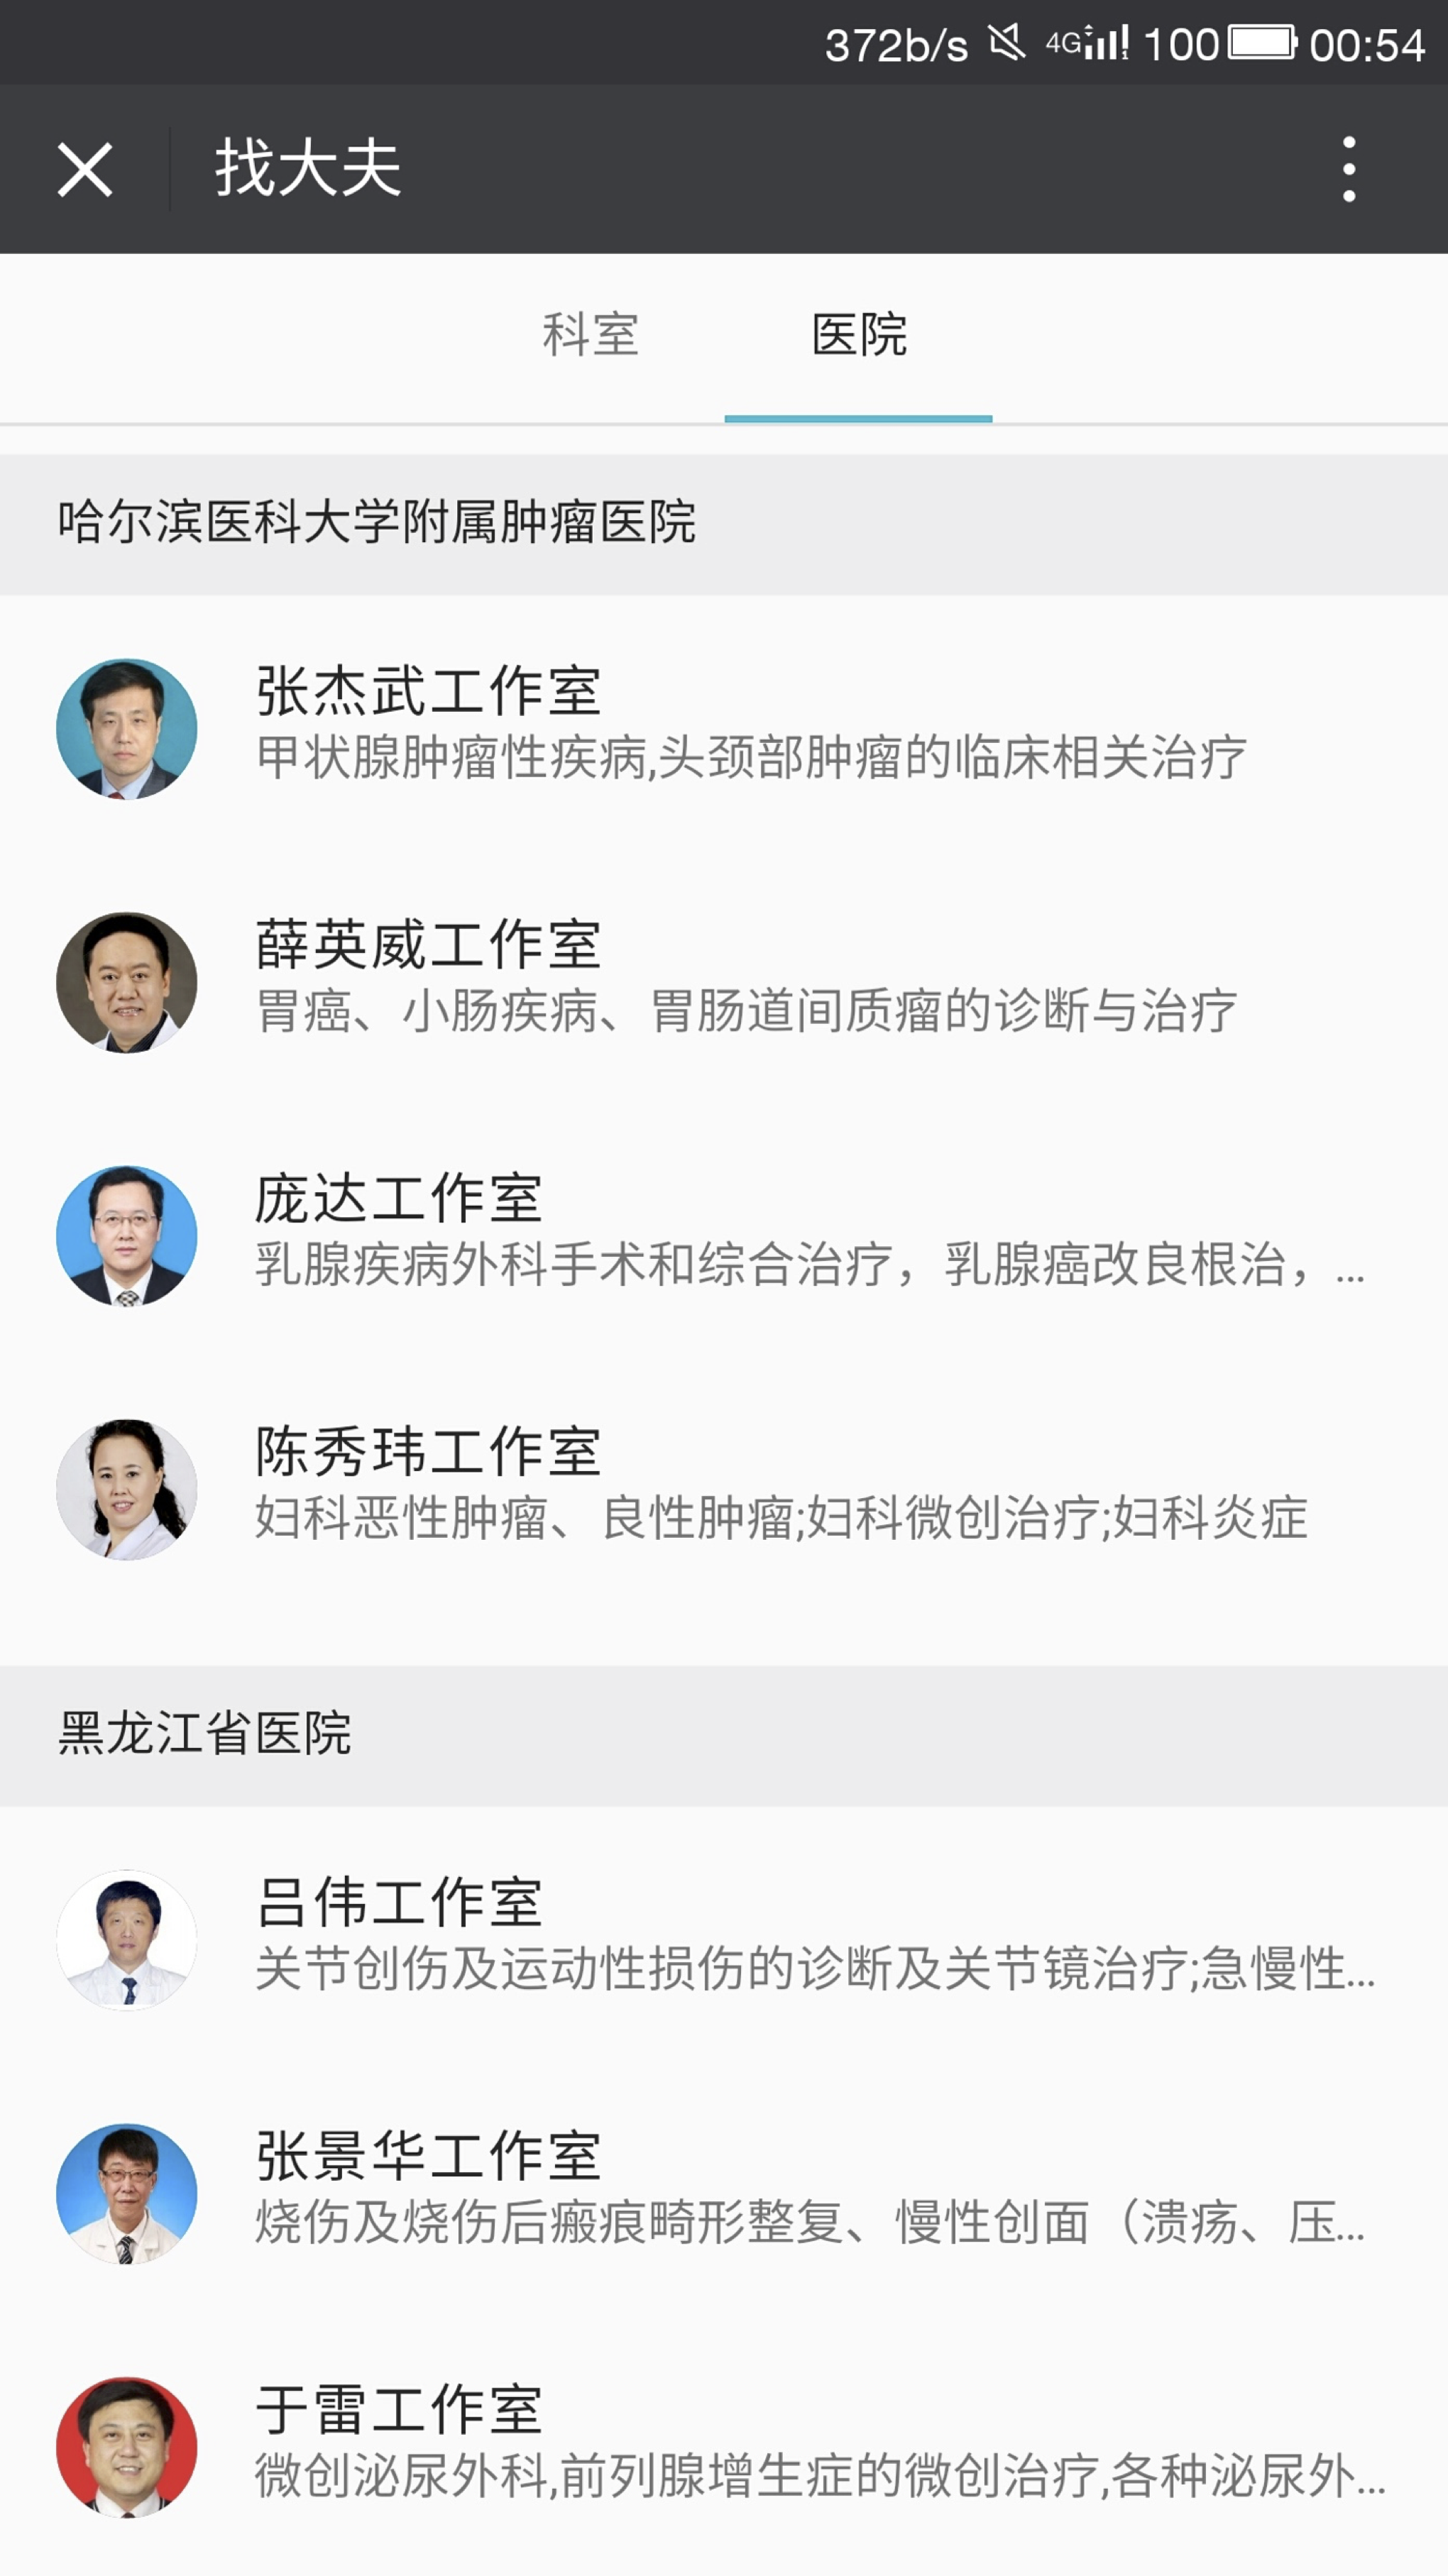 372b/s 4G 100 00:54
找大夫
科室 医院
哈尔滨医科大学附属肿瘤医院
张杰武工作室
甲状腺肿瘤性疾病,头颈部肿瘤的临床相关治疗
薛英威工作室
胃癌、小肠疾病、胃肠道间质瘤的诊断与治疗
庞达工作室
乳腺疾病外科手术和综合治疗，乳腺癌改良根治，...
陈秀玮工作室
妇科恶性肿瘤、良性肿瘤;妇科微创治疗;妇科炎症
黑龙江省医院
吕伟工作室
关节创伤及运动性损伤的诊断及关节镜治疗;急慢性...
张景华工作室
烧伤及烧伤后瘢痕畸形整复、慢性创面（溃疡、压...
于雷工作室
微创泌尿外科,前列腺增生症的微创治疗,各种泌尿外...